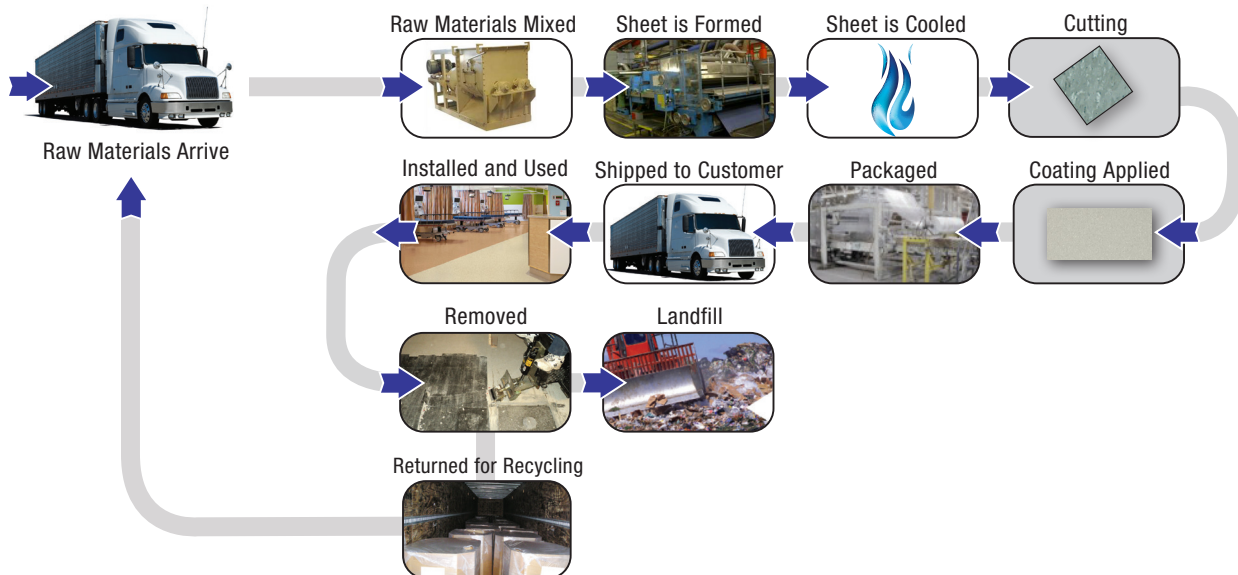 Raw Materials Arrive
Raw Materials Mixed
Sheet is Formed
Sheet is Cooled
Cutting
Coating Applied
Packaged
Shipped to Customer
Installed and Used
Removed
Landfill
Returned for Recycling